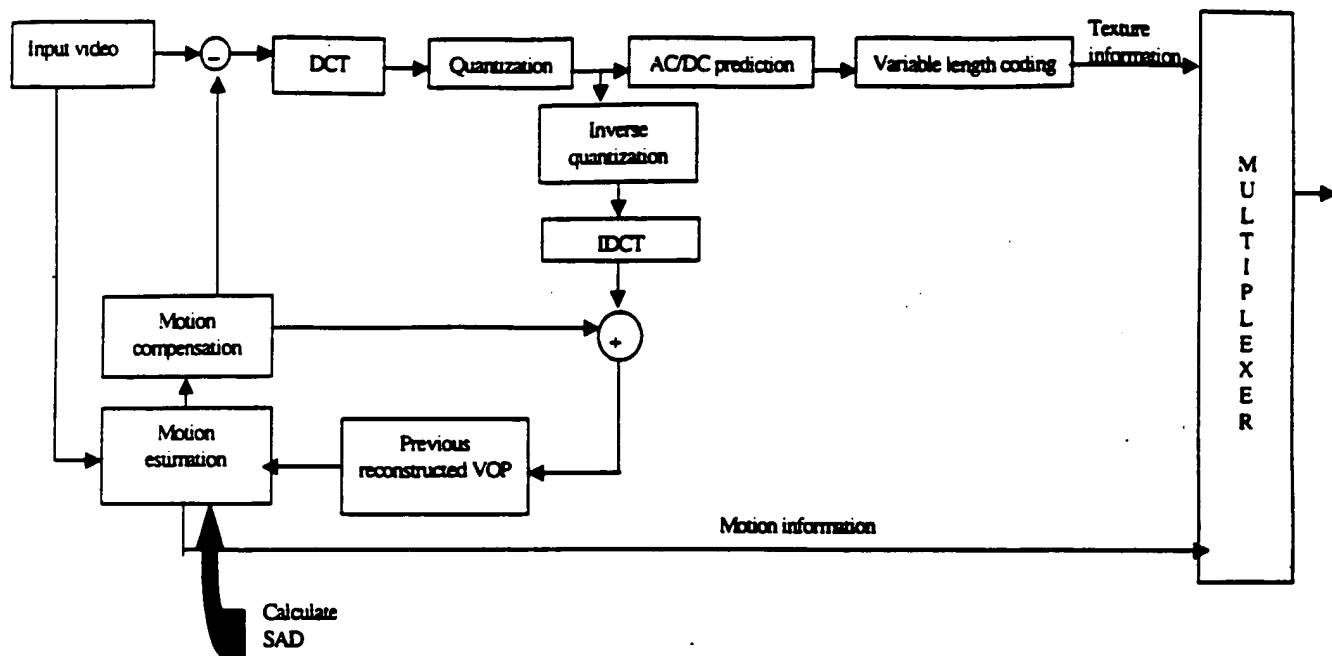 Input video
-
DCT
Quantization
AC/DC prediction
Variable length coding
Texture
information
Inverse
quantization
IDCT
+
Motion
compensation
Motion
estimation
Previous
reconstructed VOP
Motion information
Calculate
SAD
MULTIPLEXER